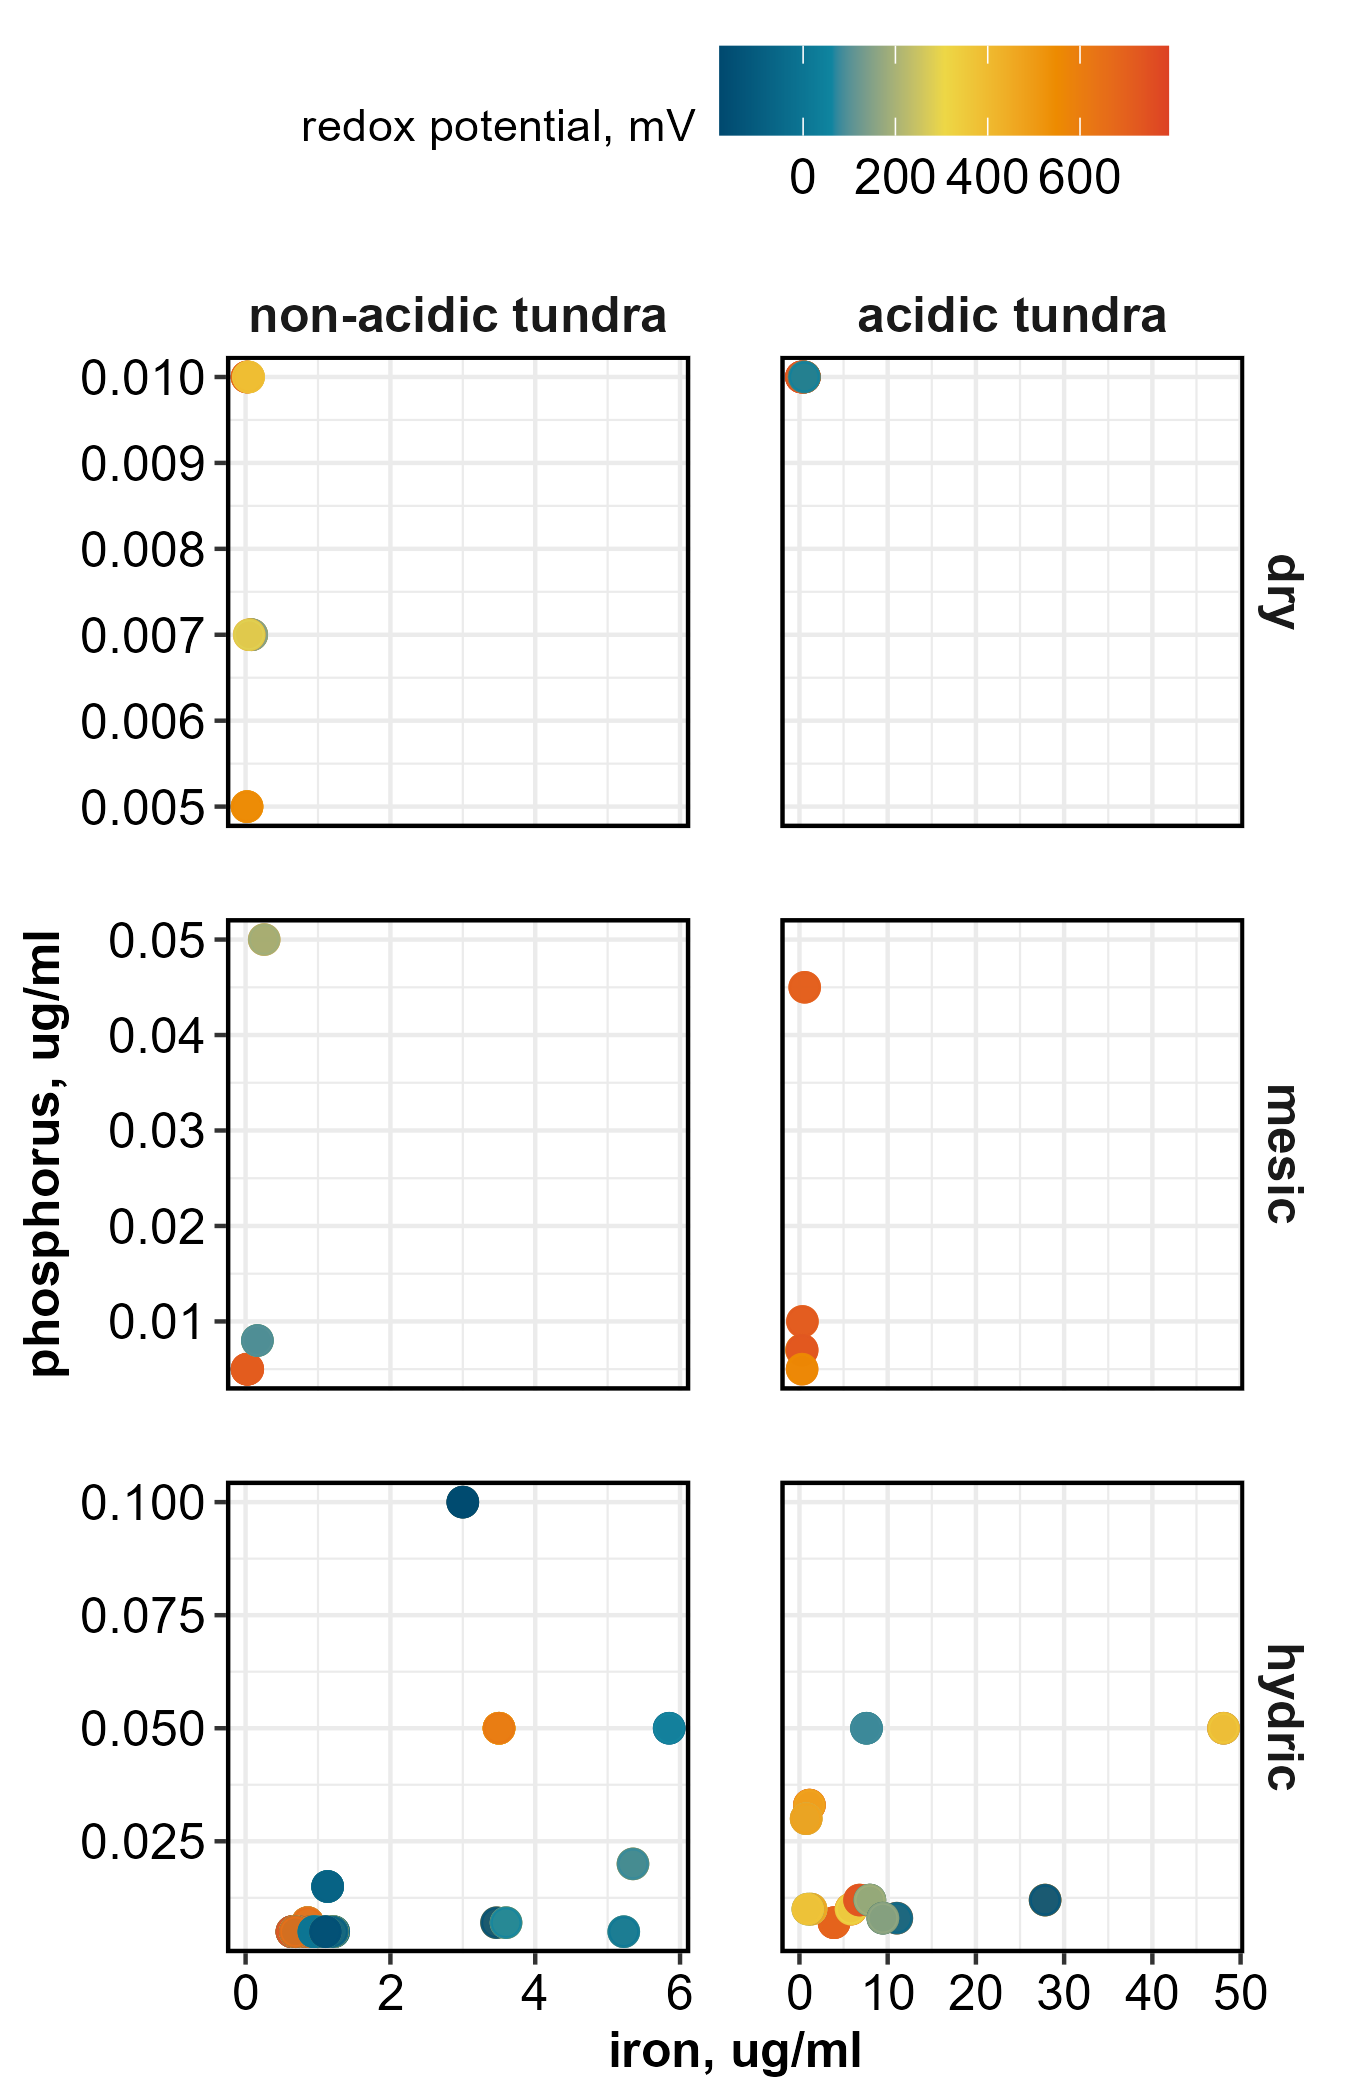 redox potential, mV
0 200 400 600
non-acidic tundra acidic tundra
0.010
0.009
0.008
0.007
0.006
0.005
dry
phosphorus, ug/ml
0.05
0.04
0.03
0.02
0.01
mesic
0.100
0.075
0.050
0.025
hydric
0 2 4 6 0 10 20 30 40 50
iron, ug/ml